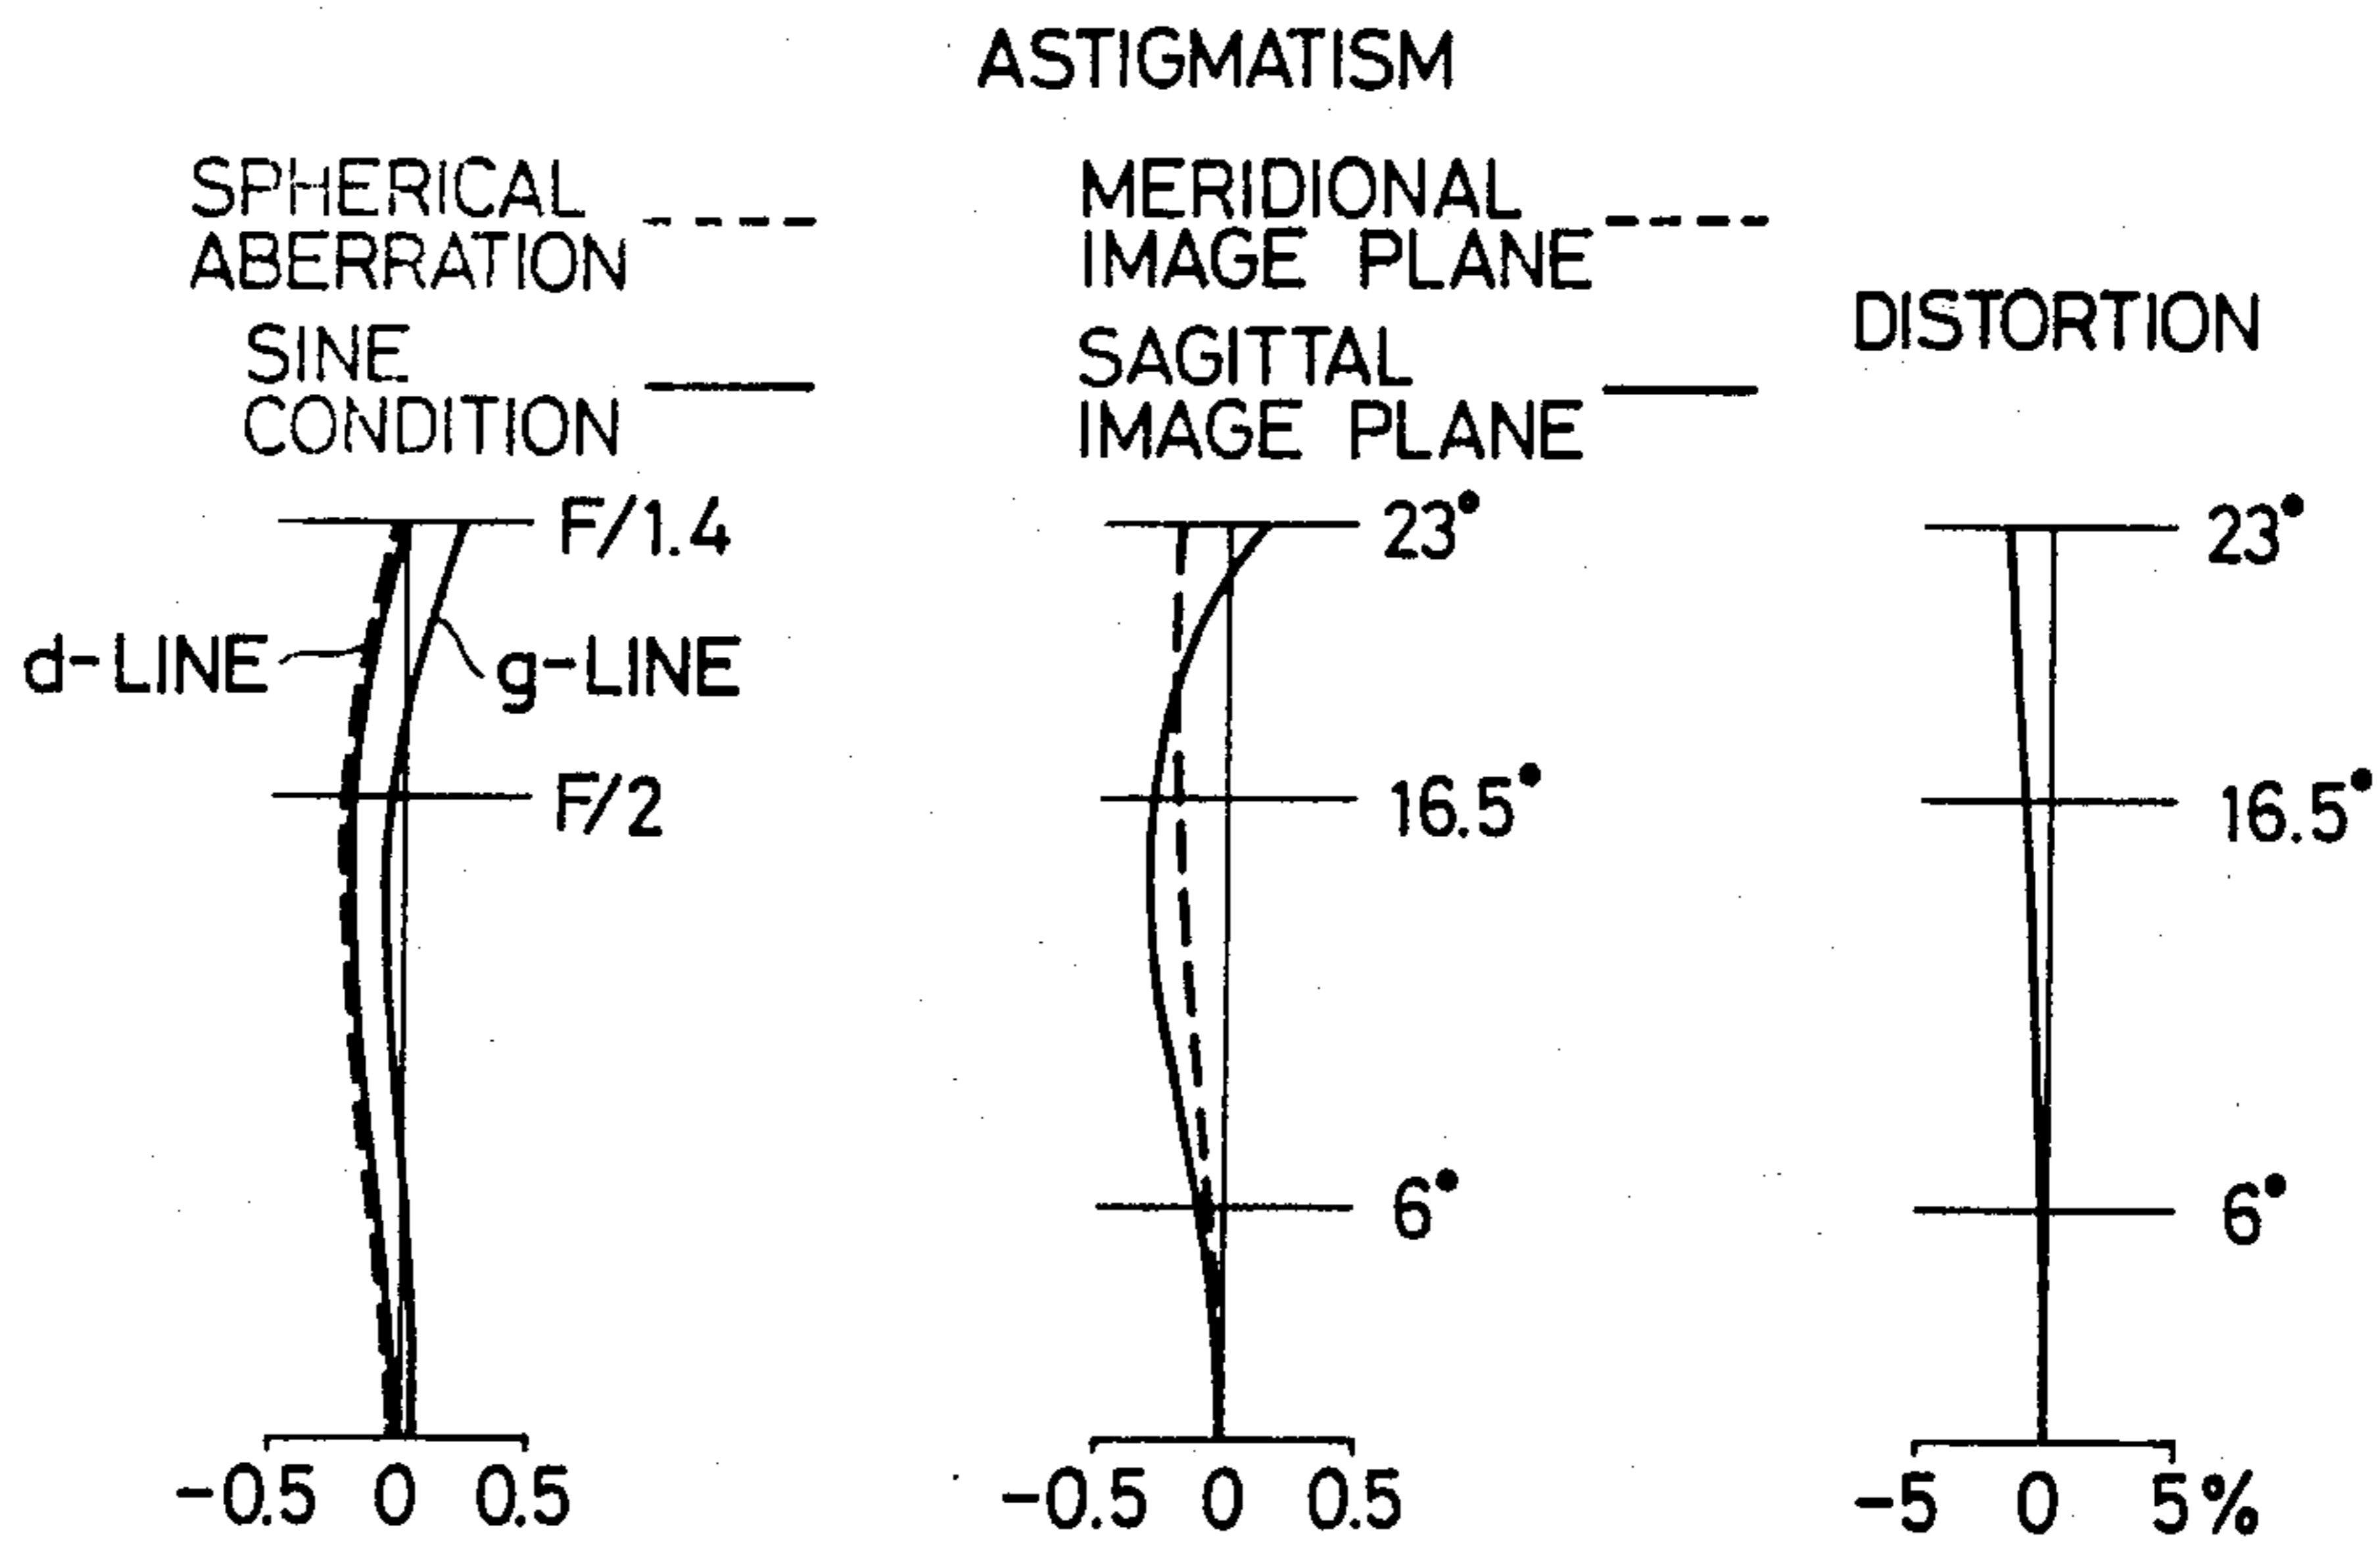 ASTIGMATISM
SPHERICAL
ABERRATION
SINE
CONDITION
MERIDIONAL
IMAGE PLANE
SAGITTAL
IMAGE PLANE
DISTORTION
F/1.4
d-LINE
g-LINE
F/2
-0.5 0 0.5
23°
16.5°
6°
-0.5 0 0.5
23°
16.5°
6°
-5 0 5%